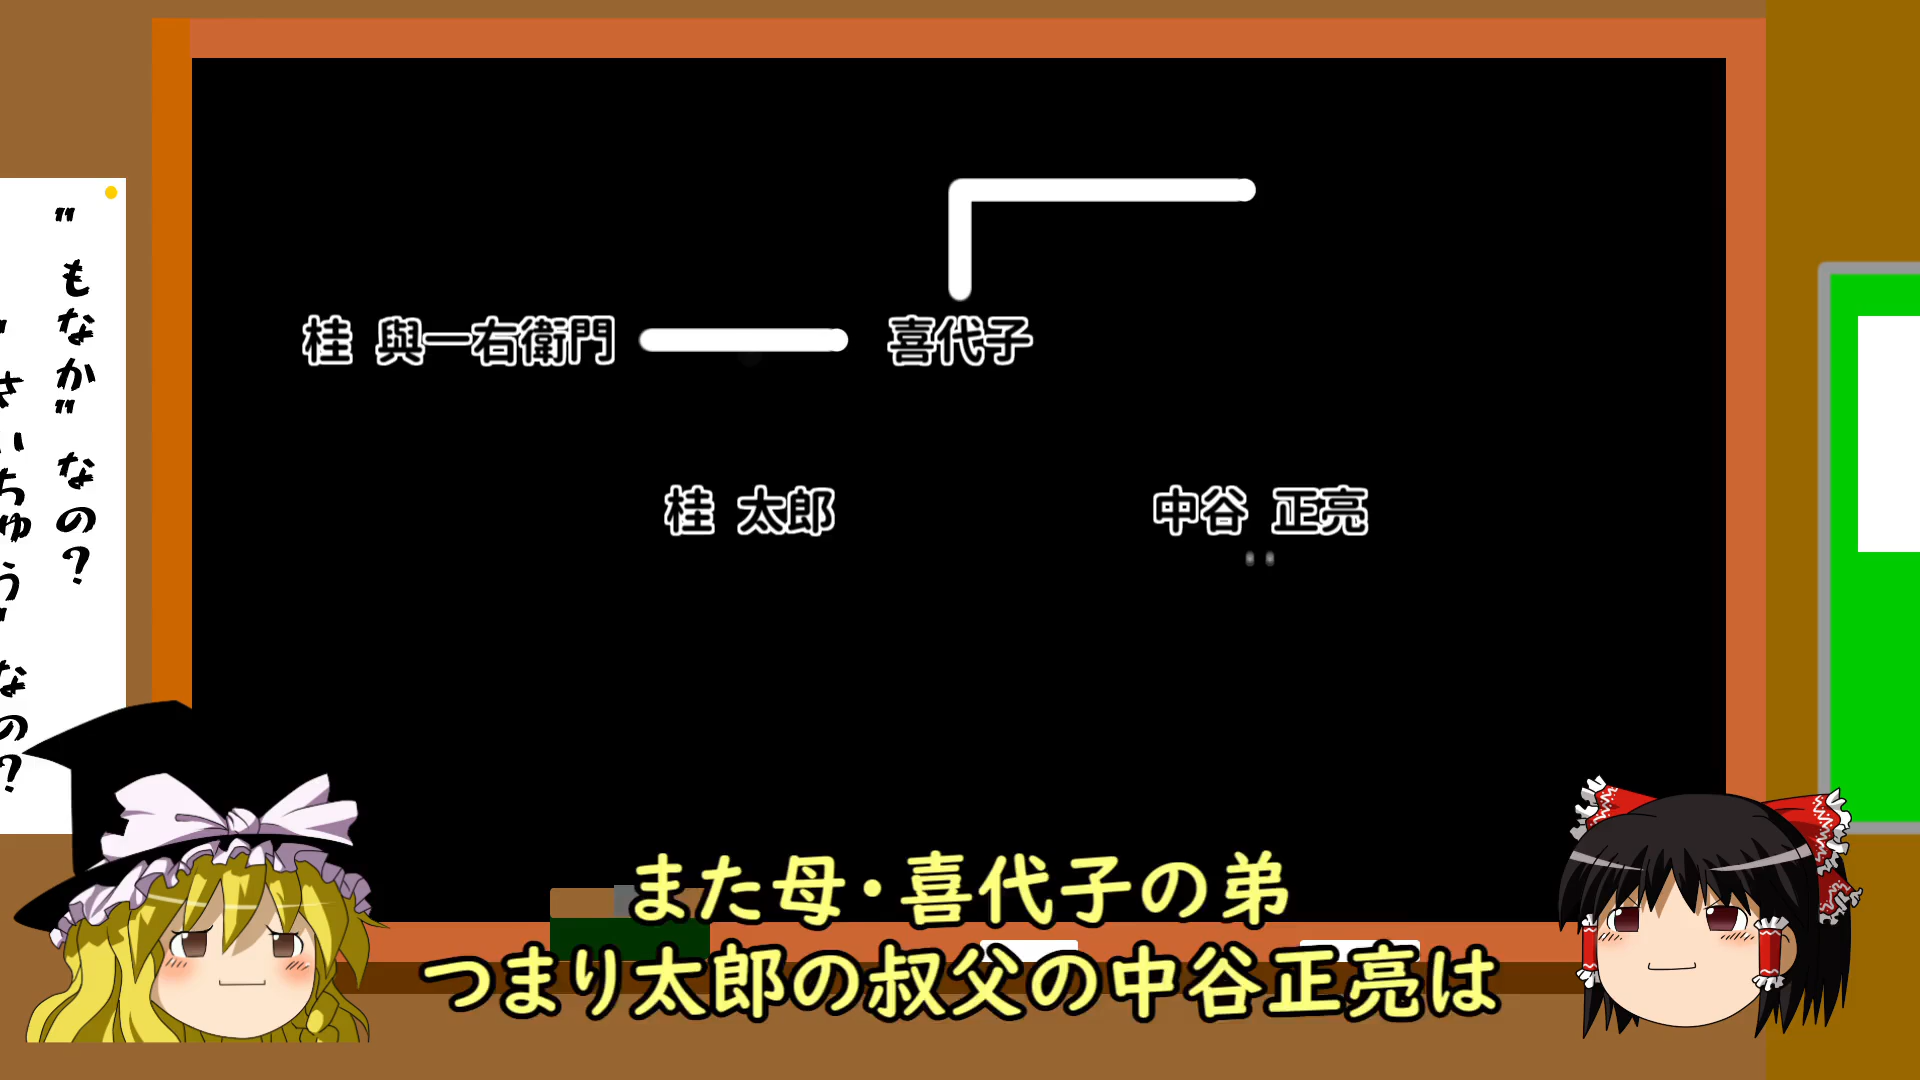 桂 與一右衛門
喜代子
桂 太郎
中谷 正亮
"もなか"なの?
"さいちゅう"なの?
また母・喜代子の弟
つまり太郎の叔父の中谷正亮は